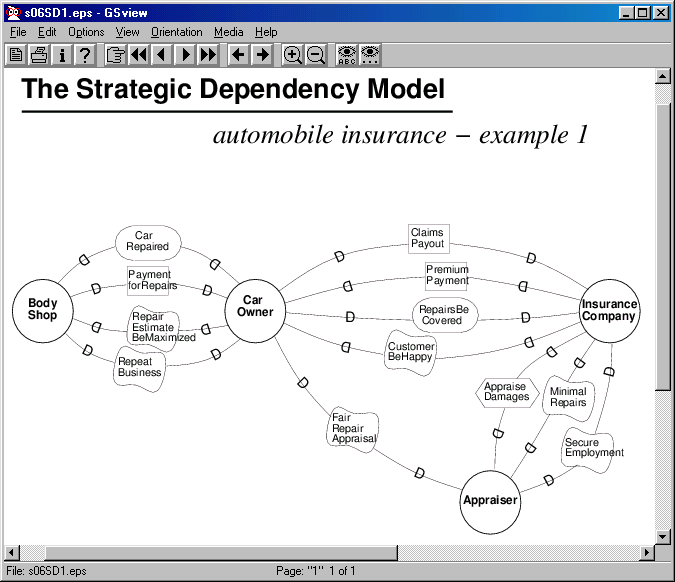 s06SD1.eps - GSview
File Edit Options View Orientation Media Help
i ?
ABC
The Strategic Dependency Model
automobile insurance − example 1
Car
Repaired
D
D
Payment
forRepairs
D
D
Repair
Estimate
BeMaximized
D
D
Repeat
Business
D
D
Body
Shop
Car
Owner
Claims
Payout
D
D
Premium
Payment
D
D
RepairsBe
Covered
D
D
Customer
BeHappy
D
D
Insurance
Company
Fair
Repair
Appraisal
D
D
Appraise
Damages
D
D
Minimal
Repairs
D
D
Secure
Employment
D
D
Appraiser
File: s06SD1.eps
Page: "1" 1 of 1